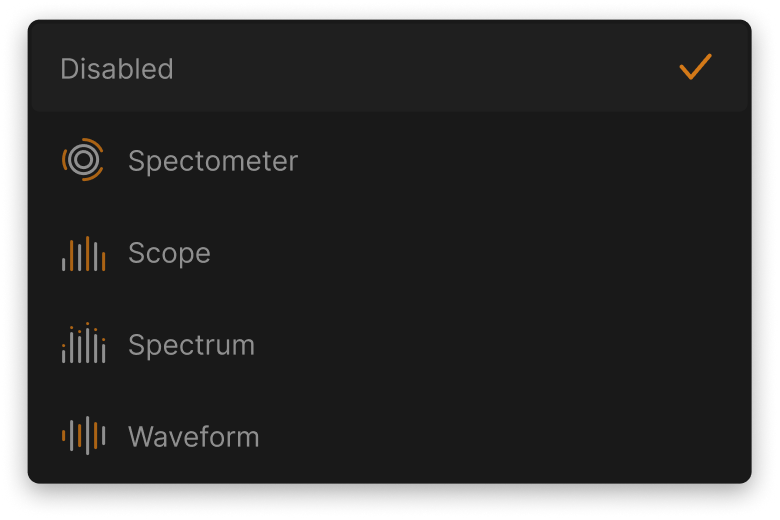 Disabled
Spectometer
Scope
Spectrum
Waveform